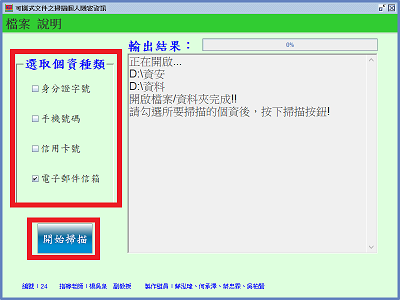 可攜式文件之掃描個人隱密資訊
檔案 說明
選取個資種類
身分證字號
手機號碼
信用卡號
電子郵件信箱
開始掃描
輸出結果：
0%
正在開啟...
D:\資安
D:\資料
開啟檔案/資料夾完成!!
請勾選所要掃描的個資後，按下掃描按鈕!
編號：24 指導老師：楊吳泉 副教授 製作組員：